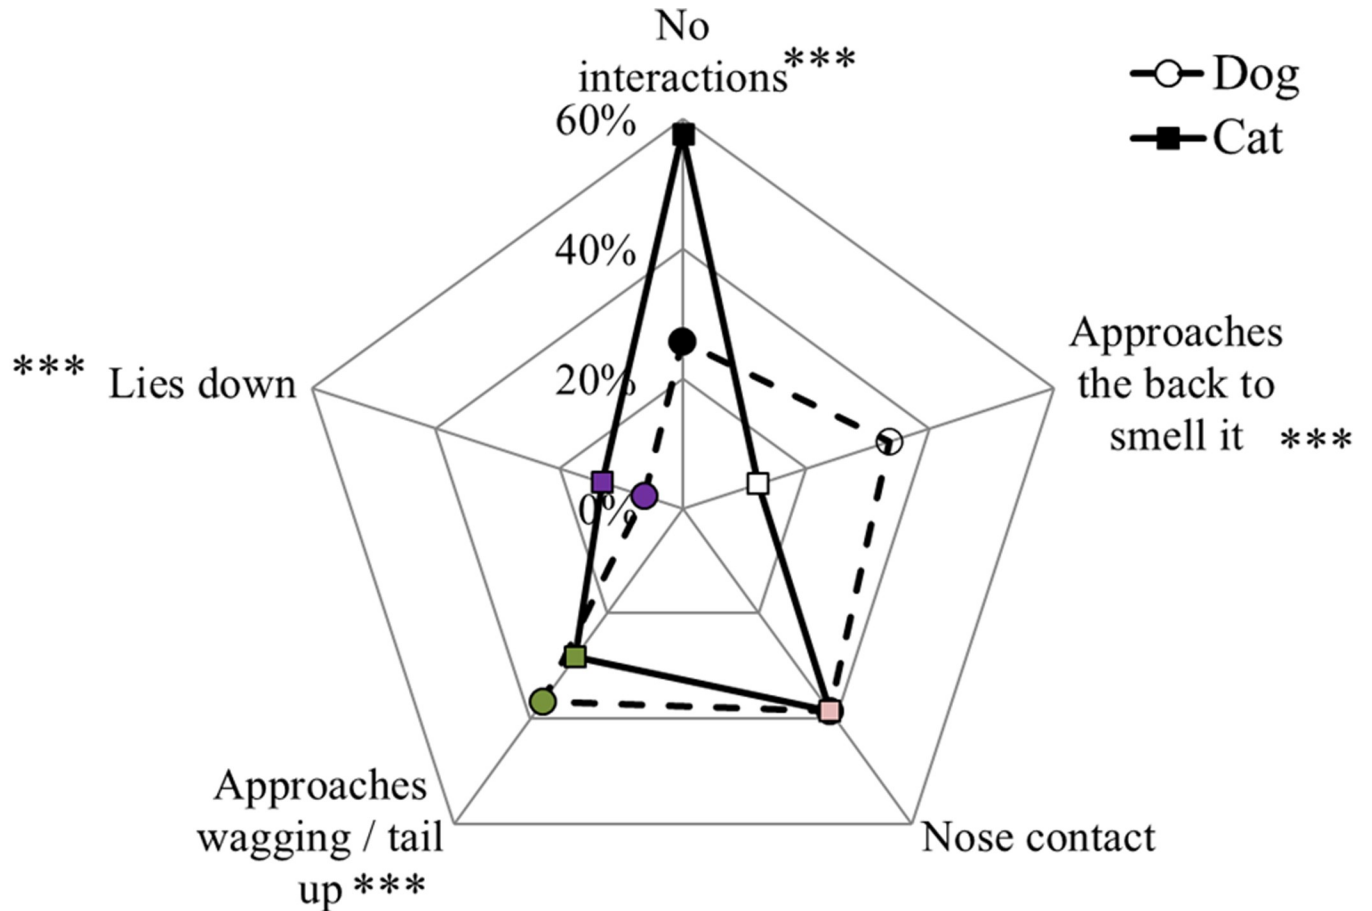 No
interactions***
Dog
Cat
60%
40%
20%
0%
Approaches
the back to
smell it ***
*** Lies down
Approaches
wagging / tail
up ***
Nose contact